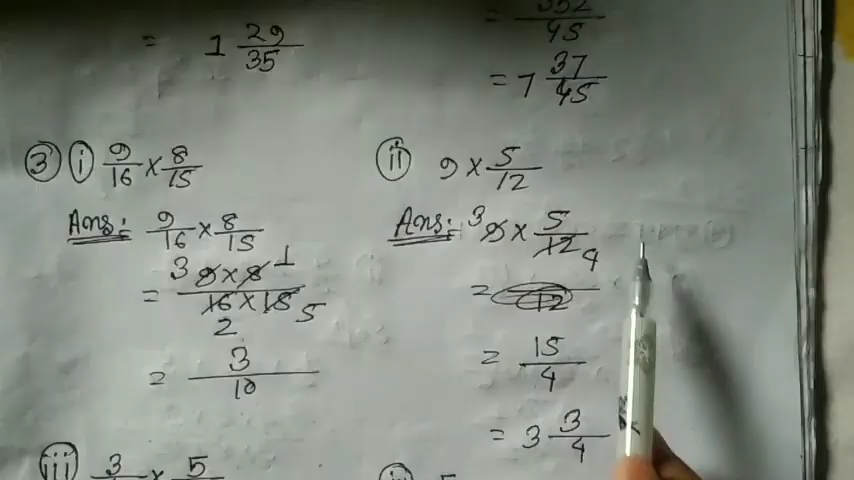 = 1 29/35
= 352/45
= 7 37/45
③ ⓘ 9/16 × 8/15
Ans: 9/16 × 8/15
= 3 9 × 8 1 / 16 × 15 2 5
= 3/10
ⓘⓘ 9 × 5/12
Ans: 3 9 × 5/12 4
= 12
= 15/4
= 3 3/4
iii 3 × 5